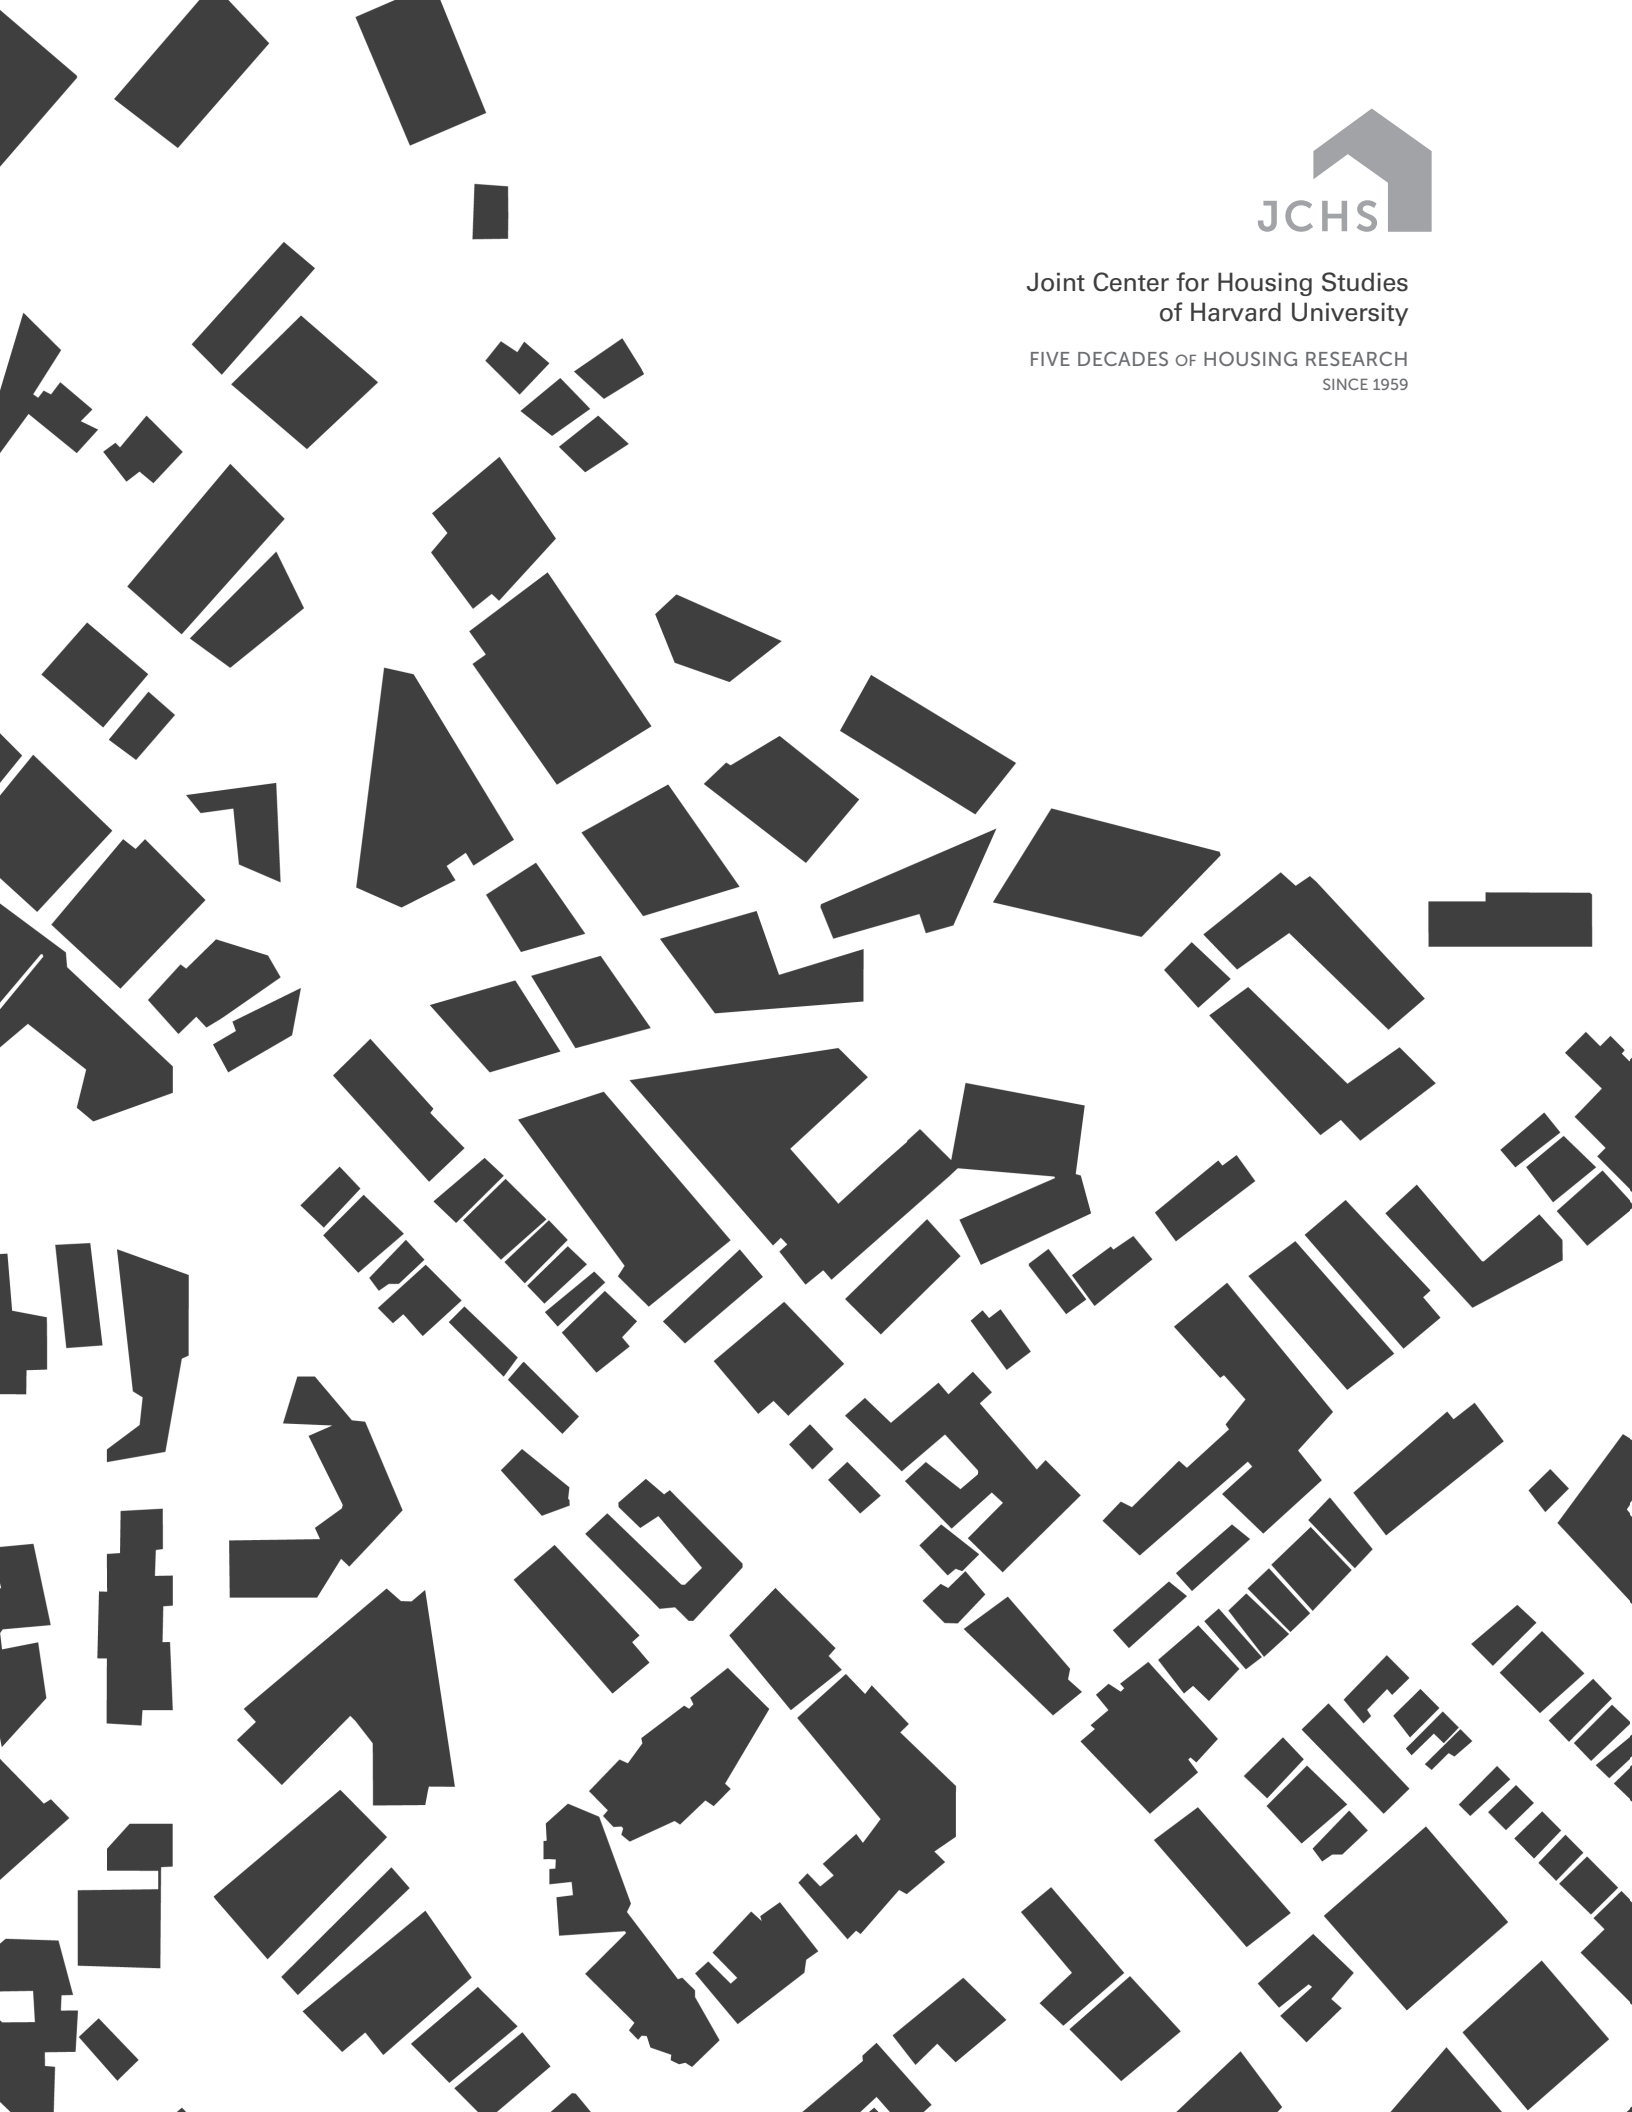 JCHS
Joint Center for Housing Studies
of Harvard University
FIVE DECADES OF HOUSING RESEARCH
SINCE 1959